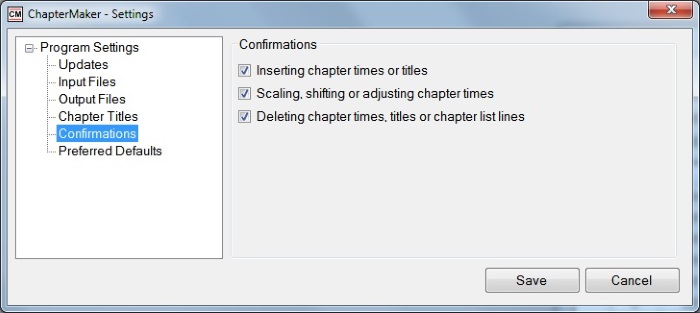 CM ChapterMaker - Settings
Program Settings
Updates
Input Files
Output Files
Chapter Titles
Confirmations
Preferred Defaults
Confirmations
Inserting chapter times or titles
Scaling, shifting or adjusting chapter times
Deleting chapter times, titles or chapter list lines
Save
Cancel